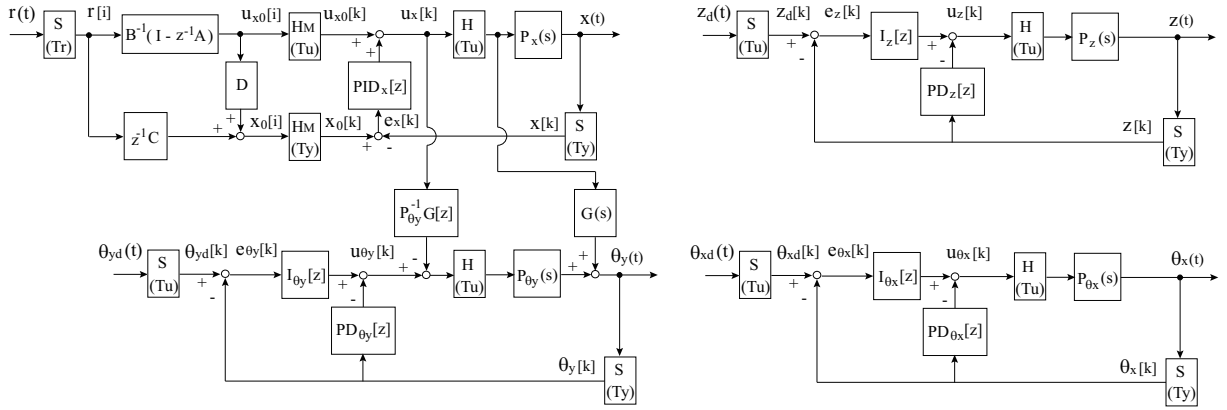 r(t)
r[i]
u_x0[i]
u_x0[k]
u_x[k]
x(t)
S
(Tr)
B⁻¹( I - z⁻¹A)
H_M
(Tu)
+
+
H
(Tu)
P_x(s)
D
PID_x[z]
+
+
x_0[i]
x_0[k]
e_x[k]
x[k]
z⁻¹C
H_M
(Ty)
+
-
S
(Ty)
P_θy⁻¹G[z]
G(s)
θ_yd(t)
θ_yd[k]
e_θy[k]
u_θy[k]
θ_y(t)
S
(Tu)
+
-
I_θy[z]
+
-
+
-
H
(Tu)
P_θy(s)
+
+
PD_θy[z]
θ_y[k]
S
(Ty)
z_d(t)
z_d[k]
e_z[k]
u_z[k]
z(t)
S
(Tu)
+
-
I_z[z]
+
-
H
(Tu)
P_z(s)
PD_z[z]
z[k]
S
(Ty)
θ_xd(t)
θ_xd[k]
e_θx[k]
u_θx[k]
θ_x(t)
S
(Tu)
+
-
I_θx[z]
+
-
H
(Tu)
P_θx(s)
PD_θx[z]
θ_x[k]
S
(Ty)